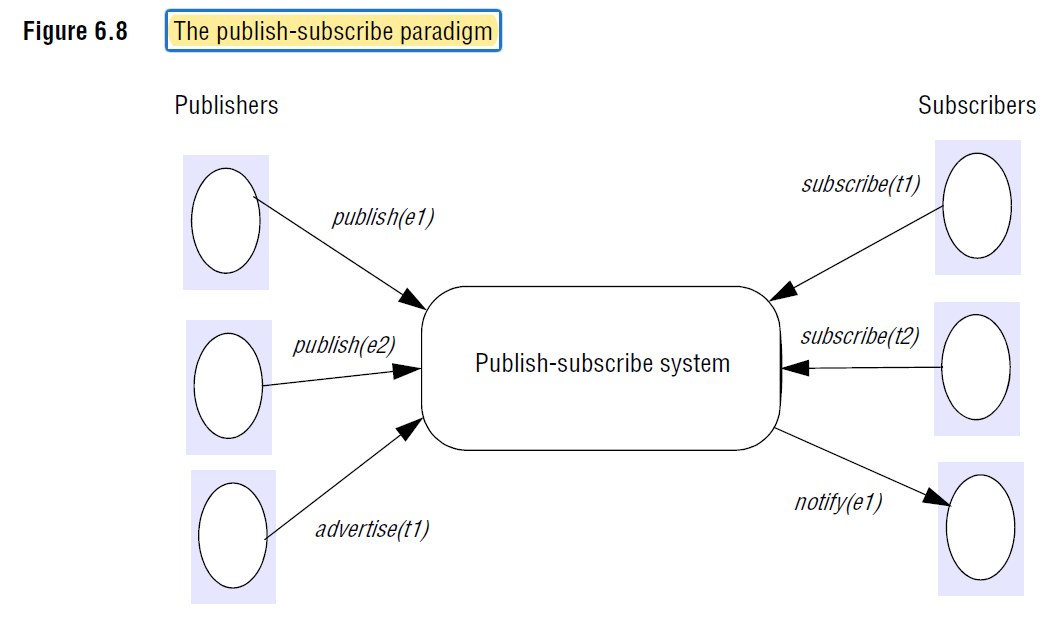 Figure 6.8 The publish-subscribe paradigm
Publishers
Subscribers
publish(e1)
subscribe(t1)
publish(e2)
subscribe(t2)
Publish-subscribe system
advertise(t1)
notify(e1)